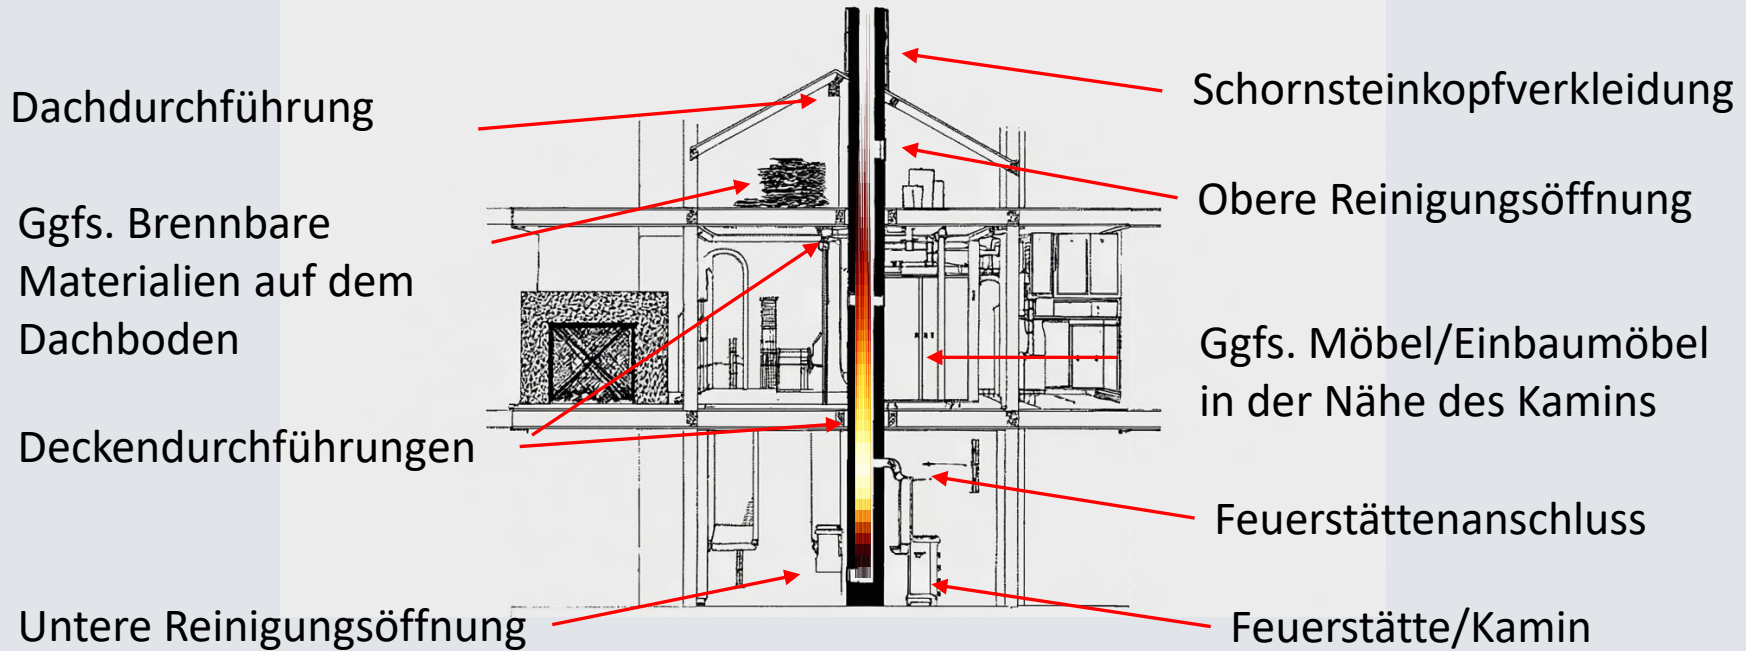 Dachdurchführung
Ggfs. Brennbare
Materialien auf dem
Dachboden
Deckendurchführungen
Untere Reinigungsöffnung
Schornsteinkopfverkleidung
Obere Reinigungsöffnung
Ggfs. Möbel/Einbaumöbel
in der Nähe des Kamins
Feuerstättenanschluss
Feuerstätte/Kamin